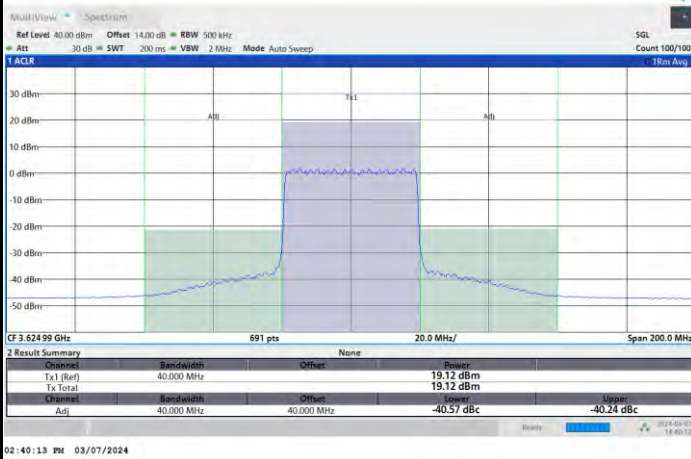 MultiView Spectrum
Ref Level 40.00 dBm Offset 14.00 dB RBW 500 kHz SGL
Att 30 dB SWT 200 ms VBW 2 MHz Mode Auto Sweep Count 100/100
1 ACLR 1Rm Avg
30 dBm
Tx1
20 dBm
Adj Adj
10 dBm
0 dBm
-10 dBm
-20 dBm
-30 dBm
-40 dBm
-50 dBm
CF 3.624 99 GHz 691 pts 20.0 MHz/ Span 200.0 MHz
2 Result Summary None
Channel Bandwidth Offset Power
Tx1 (Ref) 40.000 MHz 19.12 dBm
Tx Total 19.12 dBm
Channel Bandwidth Offset Lower Upper
Adj 40.000 MHz 40.000 MHz -40.57 dBc -40.24 dBc
Ready 2024-03-07
14:40:12
02:40:13 PM 03/07/2024